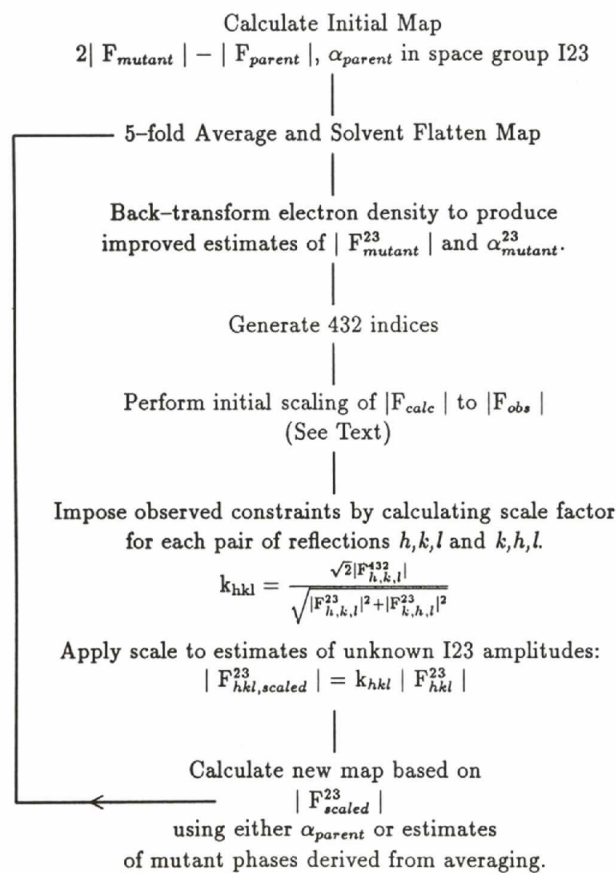 Calculate Initial Map
2| F_mutant | − | F_parent |, α_parent in space group I23
5–fold Average and Solvent Flatten Map
Back–transform electron density to produce
improved estimates of | F^23_mutant | and α^23_mutant.
Generate 432 indices
Perform initial scaling of |F_calc | to |F_obs |
(See Text)
Impose observed constraints by calculating scale factor
for each pair of reflections h,k,l and k,h,l.
k_hkl = √2|F^432_h,k,l| / √(|F^23_h,k,l|^2+|F^23_k,h,l|^2)
Apply scale to estimates of unknown I23 amplitudes:
| F^23_hkl,scaled | = k_hkl | F^23_hkl |
Calculate new map based on
| F^23_scaled |
using either α_parent or estimates
of mutant phases derived from averaging.